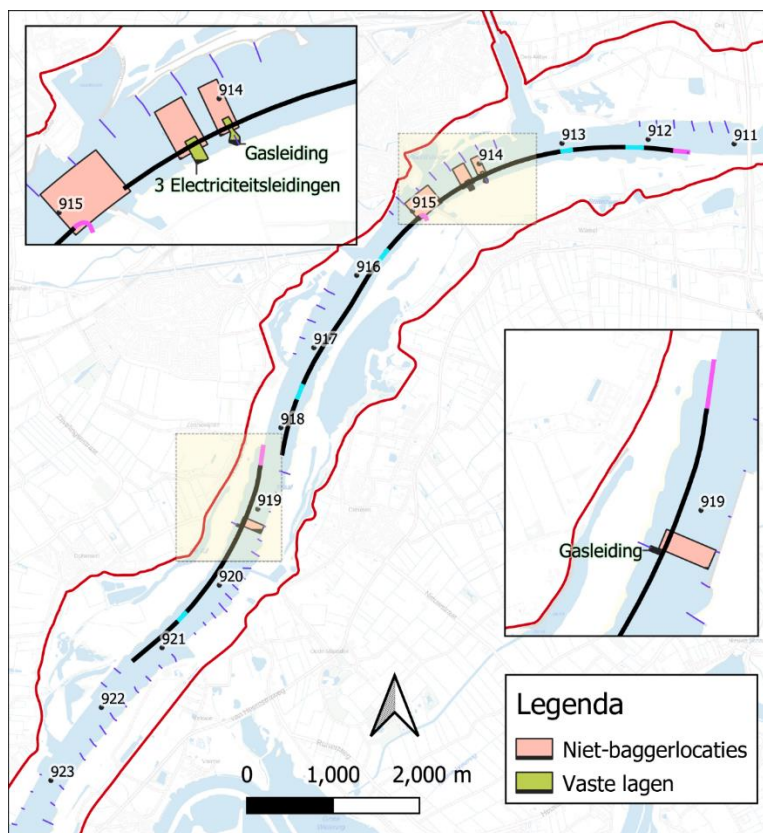 914
915
Gasleiding
3 Electriciteitsleidingen
911
912
913
914
915
916
917
918
919
920
921
922
923
919
Gasleiding
0 1,000 2,000 m
Legenda
Niet-baggerlocaties
Vaste lagen